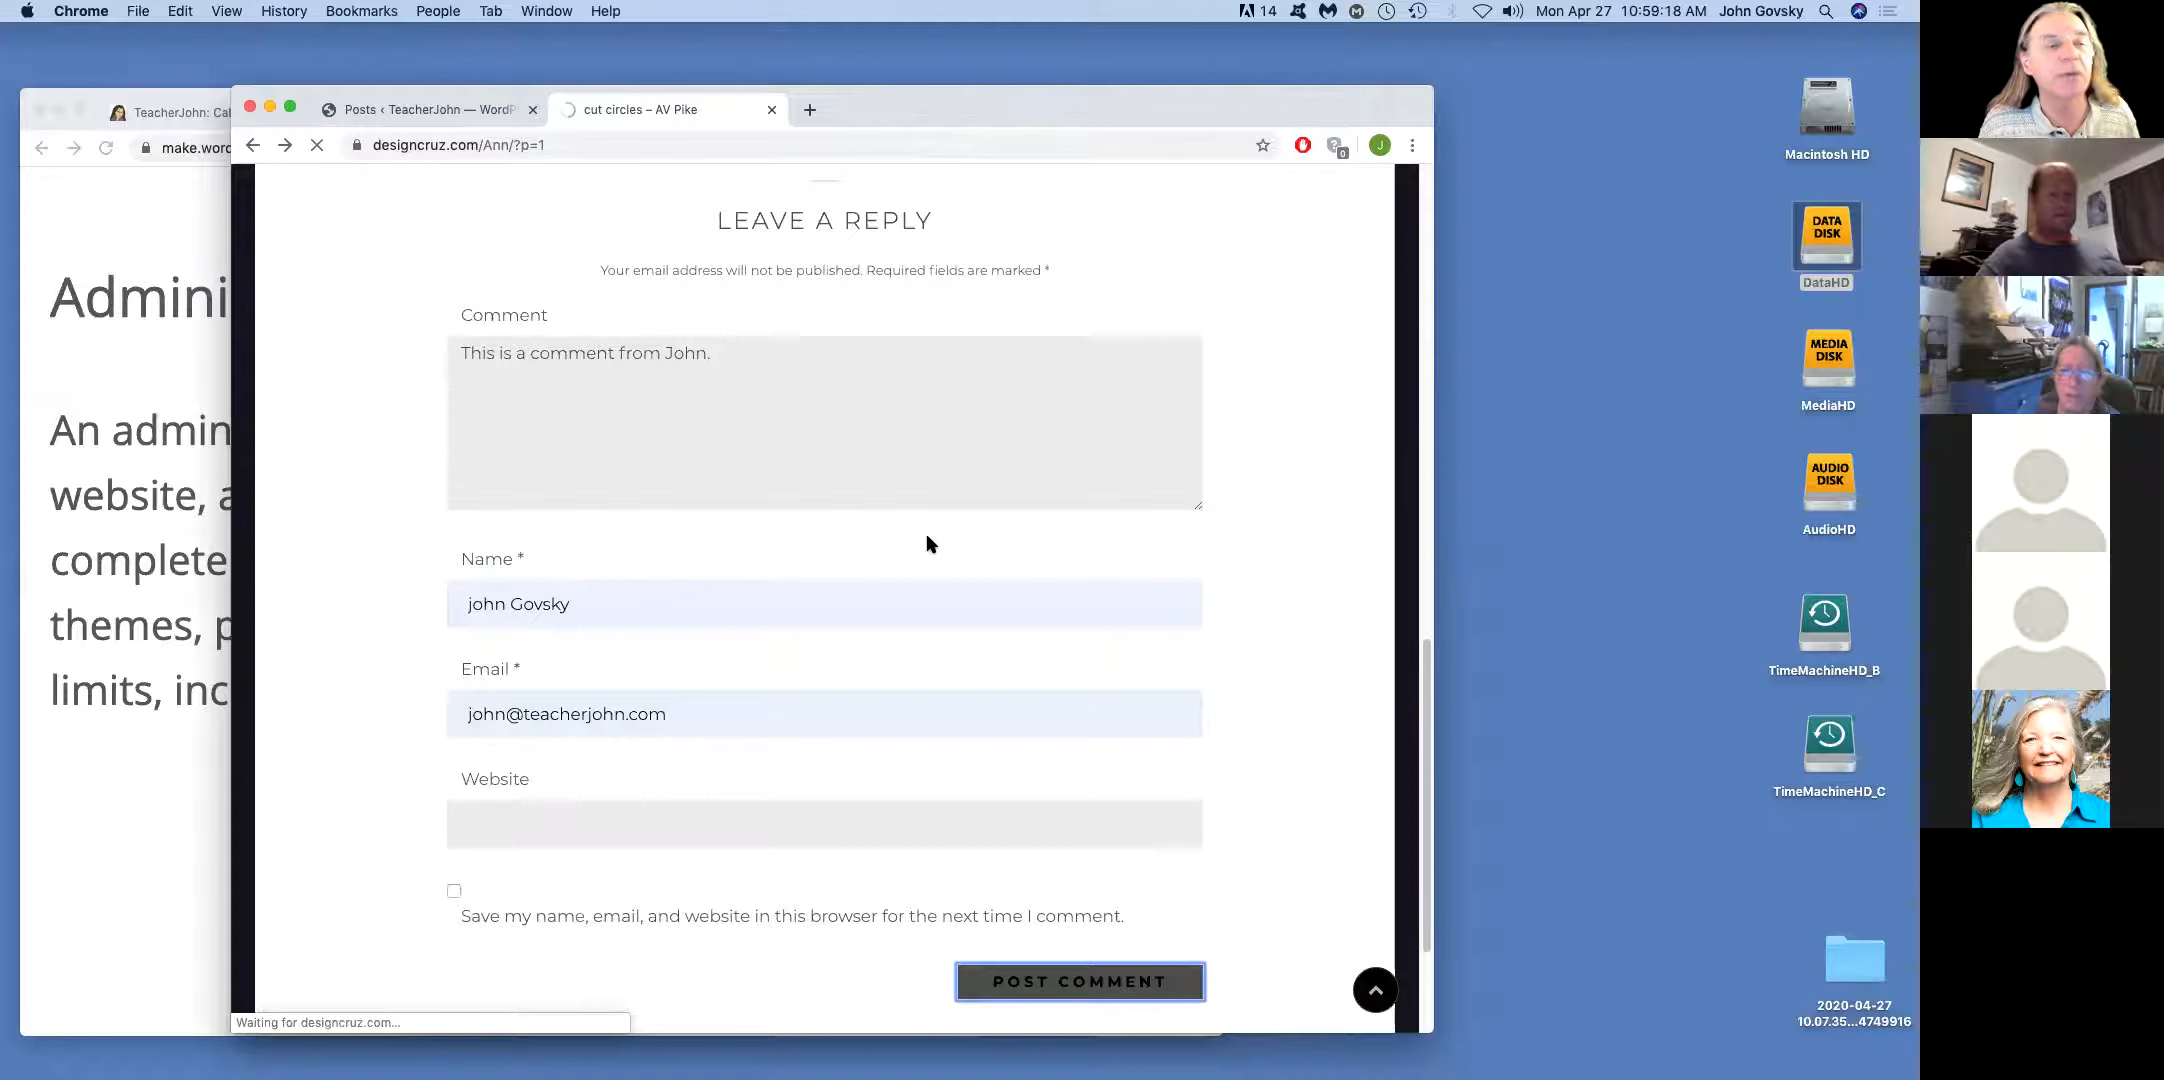 Chrome File Edit View History Bookmarks People Tab Window Help
14 Mon Apr 27 10:59:18 AM John Govsky
TeacherJohn: Cal
make.word
Posts ‹ TeacherJohn — WordP
cut circles – AV Pike
designcruz.com/Ann/?p=1
0
J
Admini
An admin
website, a
complete
themes, p
limits, inc
LEAVE A REPLY
Your email address will not be published. Required fields are marked *
Comment
This is a comment from John.
Name *
john Govsky
Email *
john@teacherjohn.com
Website
Save my name, email, and website in this browser for the next time I comment.
POST COMMENT
Waiting for designcruz.com...
Macintosh HD
DATA
DISK
DataHD
MEDIA
DISK
MediaHD
AUDIO
DISK
AudioHD
TimeMachineHD_B
TimeMachineHD_C
2020-04-27
10.07.35...4749916